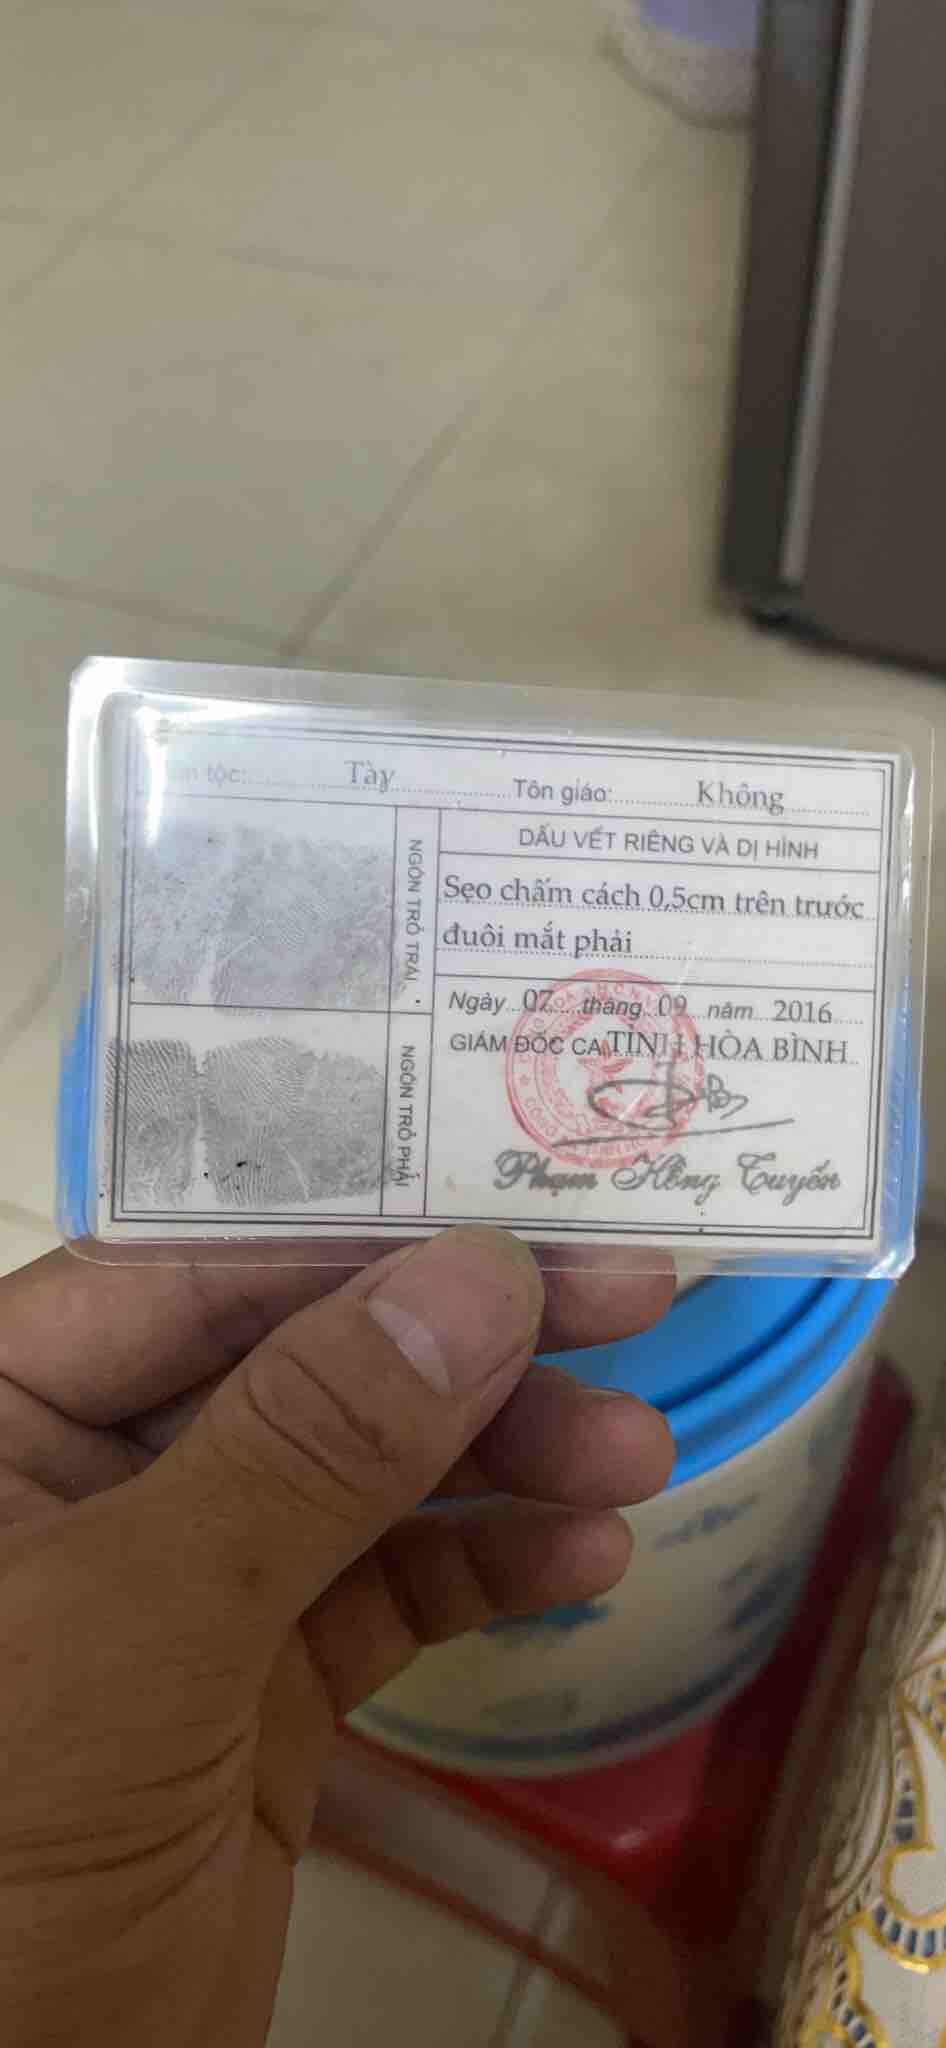 tộc: Tày Tôn giáo: Không
NGÓN TRỎ TRÁI
NGÓN TRỎ PHẢI
DẤU VẾT RIÊNG VÀ DỊ HÌNH
Sẹo chấm cách 0,5cm trên trước
đuôi mắt phải
Ngày 07 tháng 09 năm 2016
GIÁM ĐỐC CA TỈNH HÒA BÌNH
Phạm Hồng Tuyến